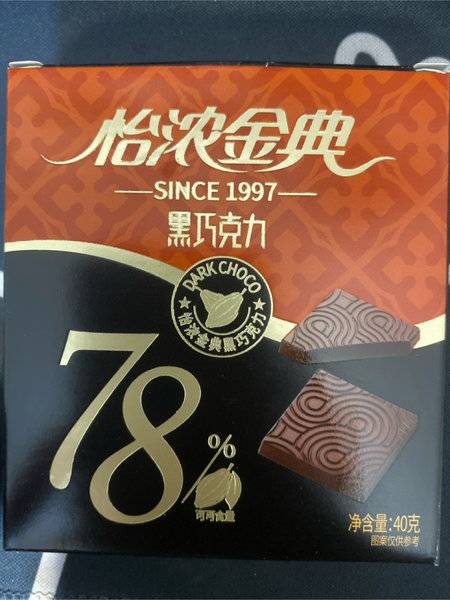 怡浓金典
SINCE 1997
黑巧克力
DARK CHOCO
怡浓金典黑巧克力
78%
可可含量
净含量:40克
图案仅供参考